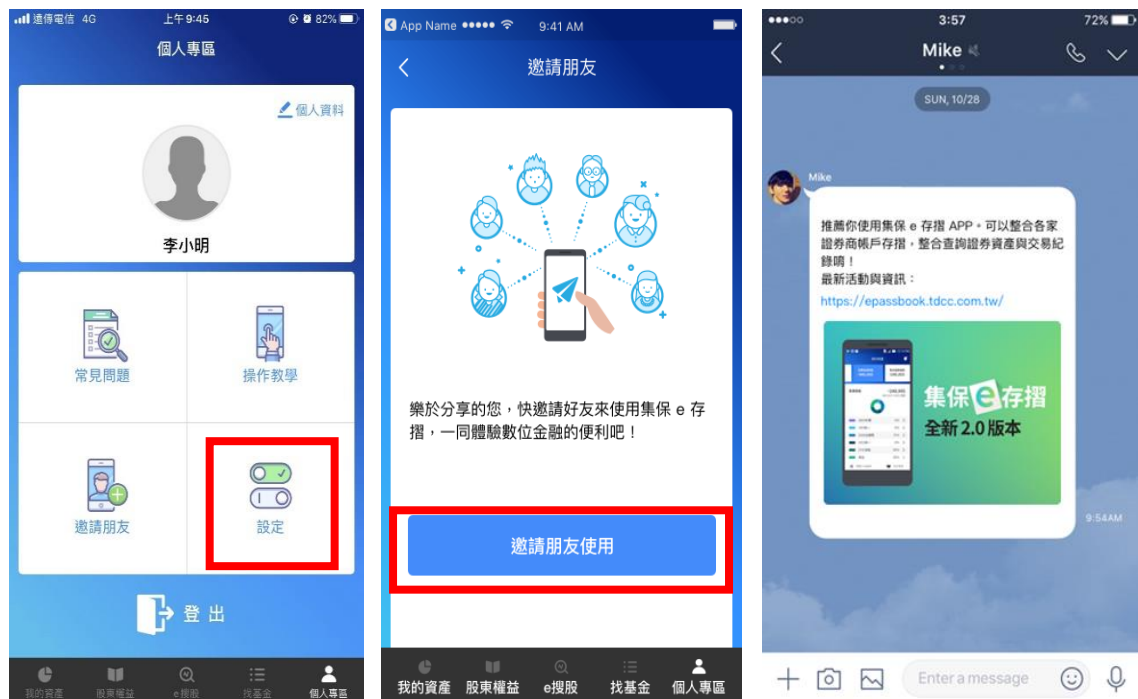 遠傳電信 4G 上午9:45 82%
個人專區
個人資料
李小明
常見問題
操作教學
邀請朋友
設定
登出
我的資產 股東權益 e搜股 找基金 個人專區
App Name 9:41 AM
邀請朋友
樂於分享的您，快邀請好友來使用集保 e 存
摺，一同體驗數位金融的便利吧！
邀請朋友使用
我的資產 股東權益 e搜股 找基金 個人專區
3:57 72%
Mike
SUN, 10/28
Mike
推薦你使用集保 e 存摺 APP。可以整合各家
證券商帳戶存摺，整合查詢證券資產與交易紀
錄唷！
最新活動與資訊：
https://epassbook.tdcc.com.tw/
集保e存摺
全新2.0版本
9:54AM
Enter a message